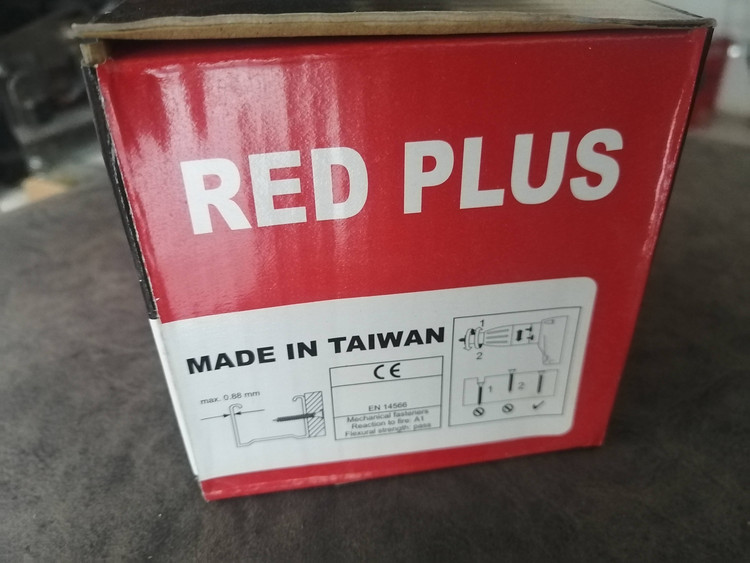 RED PLUS
MADE IN TAIWAN
max. 0.88 mm
CE
EN 14566
Mechanical fasteners
Reaction to fire: A1
Flexural strength: pass
1
2
1
2